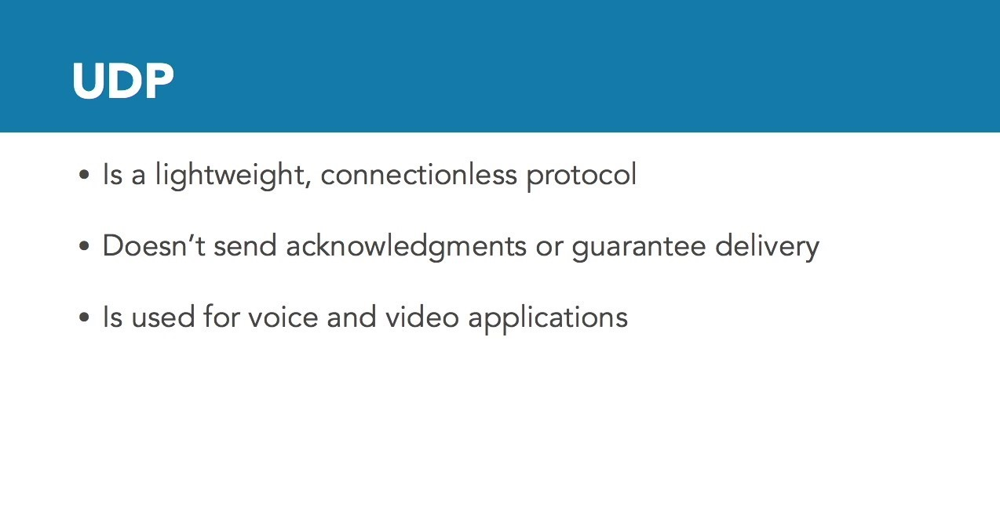 UDP
• Is a lightweight, connectionless protocol
• Doesn’t send acknowledgments or guarantee delivery
• Is used for voice and video applications